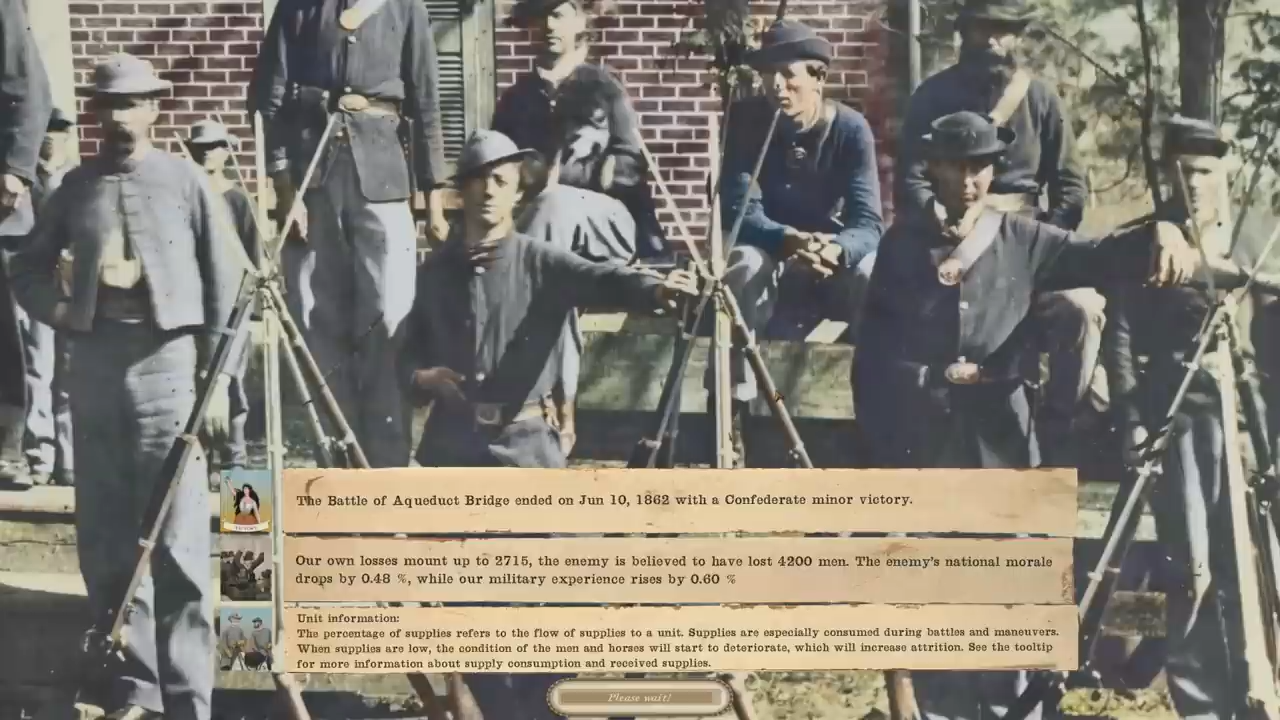 The Battle of Aqueduct Bridge ended on Jun 10, 1862 with a Confederate minor victory.
Our own losses mount up to 2715, the enemy is believed to have lost 4200 men. The enemy's national morale
drops by 0.48 %, while our military experience rises by 0.60 %
Unit information:
The percentage of supplies refers to the flow of supplies to a unit. Supplies are especially consumed during battles and maneuvers.
When supplies are low, the condition of the men and horses will start to deteriorate, which will increase attrition. See the tooltip
for more information about supply consumption and received supplies.
Please wait!